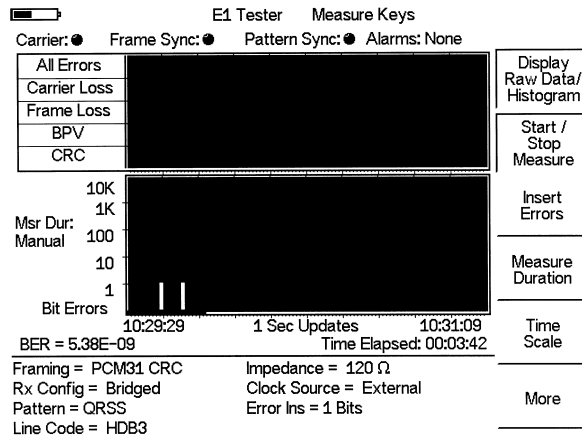 E1 Tester Measure Keys
Carrier: Frame Sync: Pattern Sync: Alarms: None
All Errors
Carrier Loss
Frame Loss
BPV
CRC
Display
Raw Data/
Histogram
Start /
Stop
Measure
Insert
Errors
Measure
Duration
Time
Scale
More
10K
1K
Msr Dur:
Manual
100
10
1
Bit Errors
10:29:29 1 Sec Updates 10:31:09
BER = 5.38E-09 Time Elapsed: 00:03:42
Framing = PCM31 CRC Impedance = 120 Ω
Rx Config = Bridged Clock Source = External
Pattern = QRSS Error Ins = 1 Bits
Line Code = HDB3